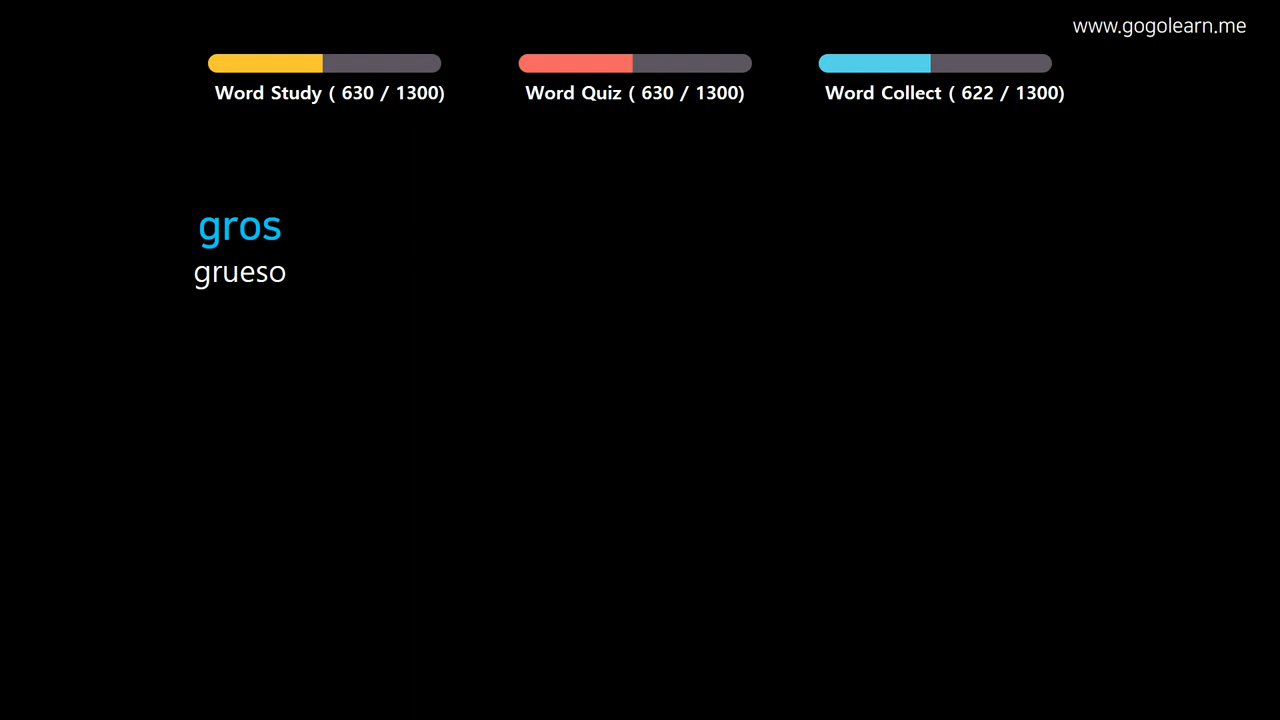 www.gogolearn.me
Word Study ( 630 / 1300)
Word Quiz ( 630 / 1300)
Word Collect ( 622 / 1300)
gros
grueso